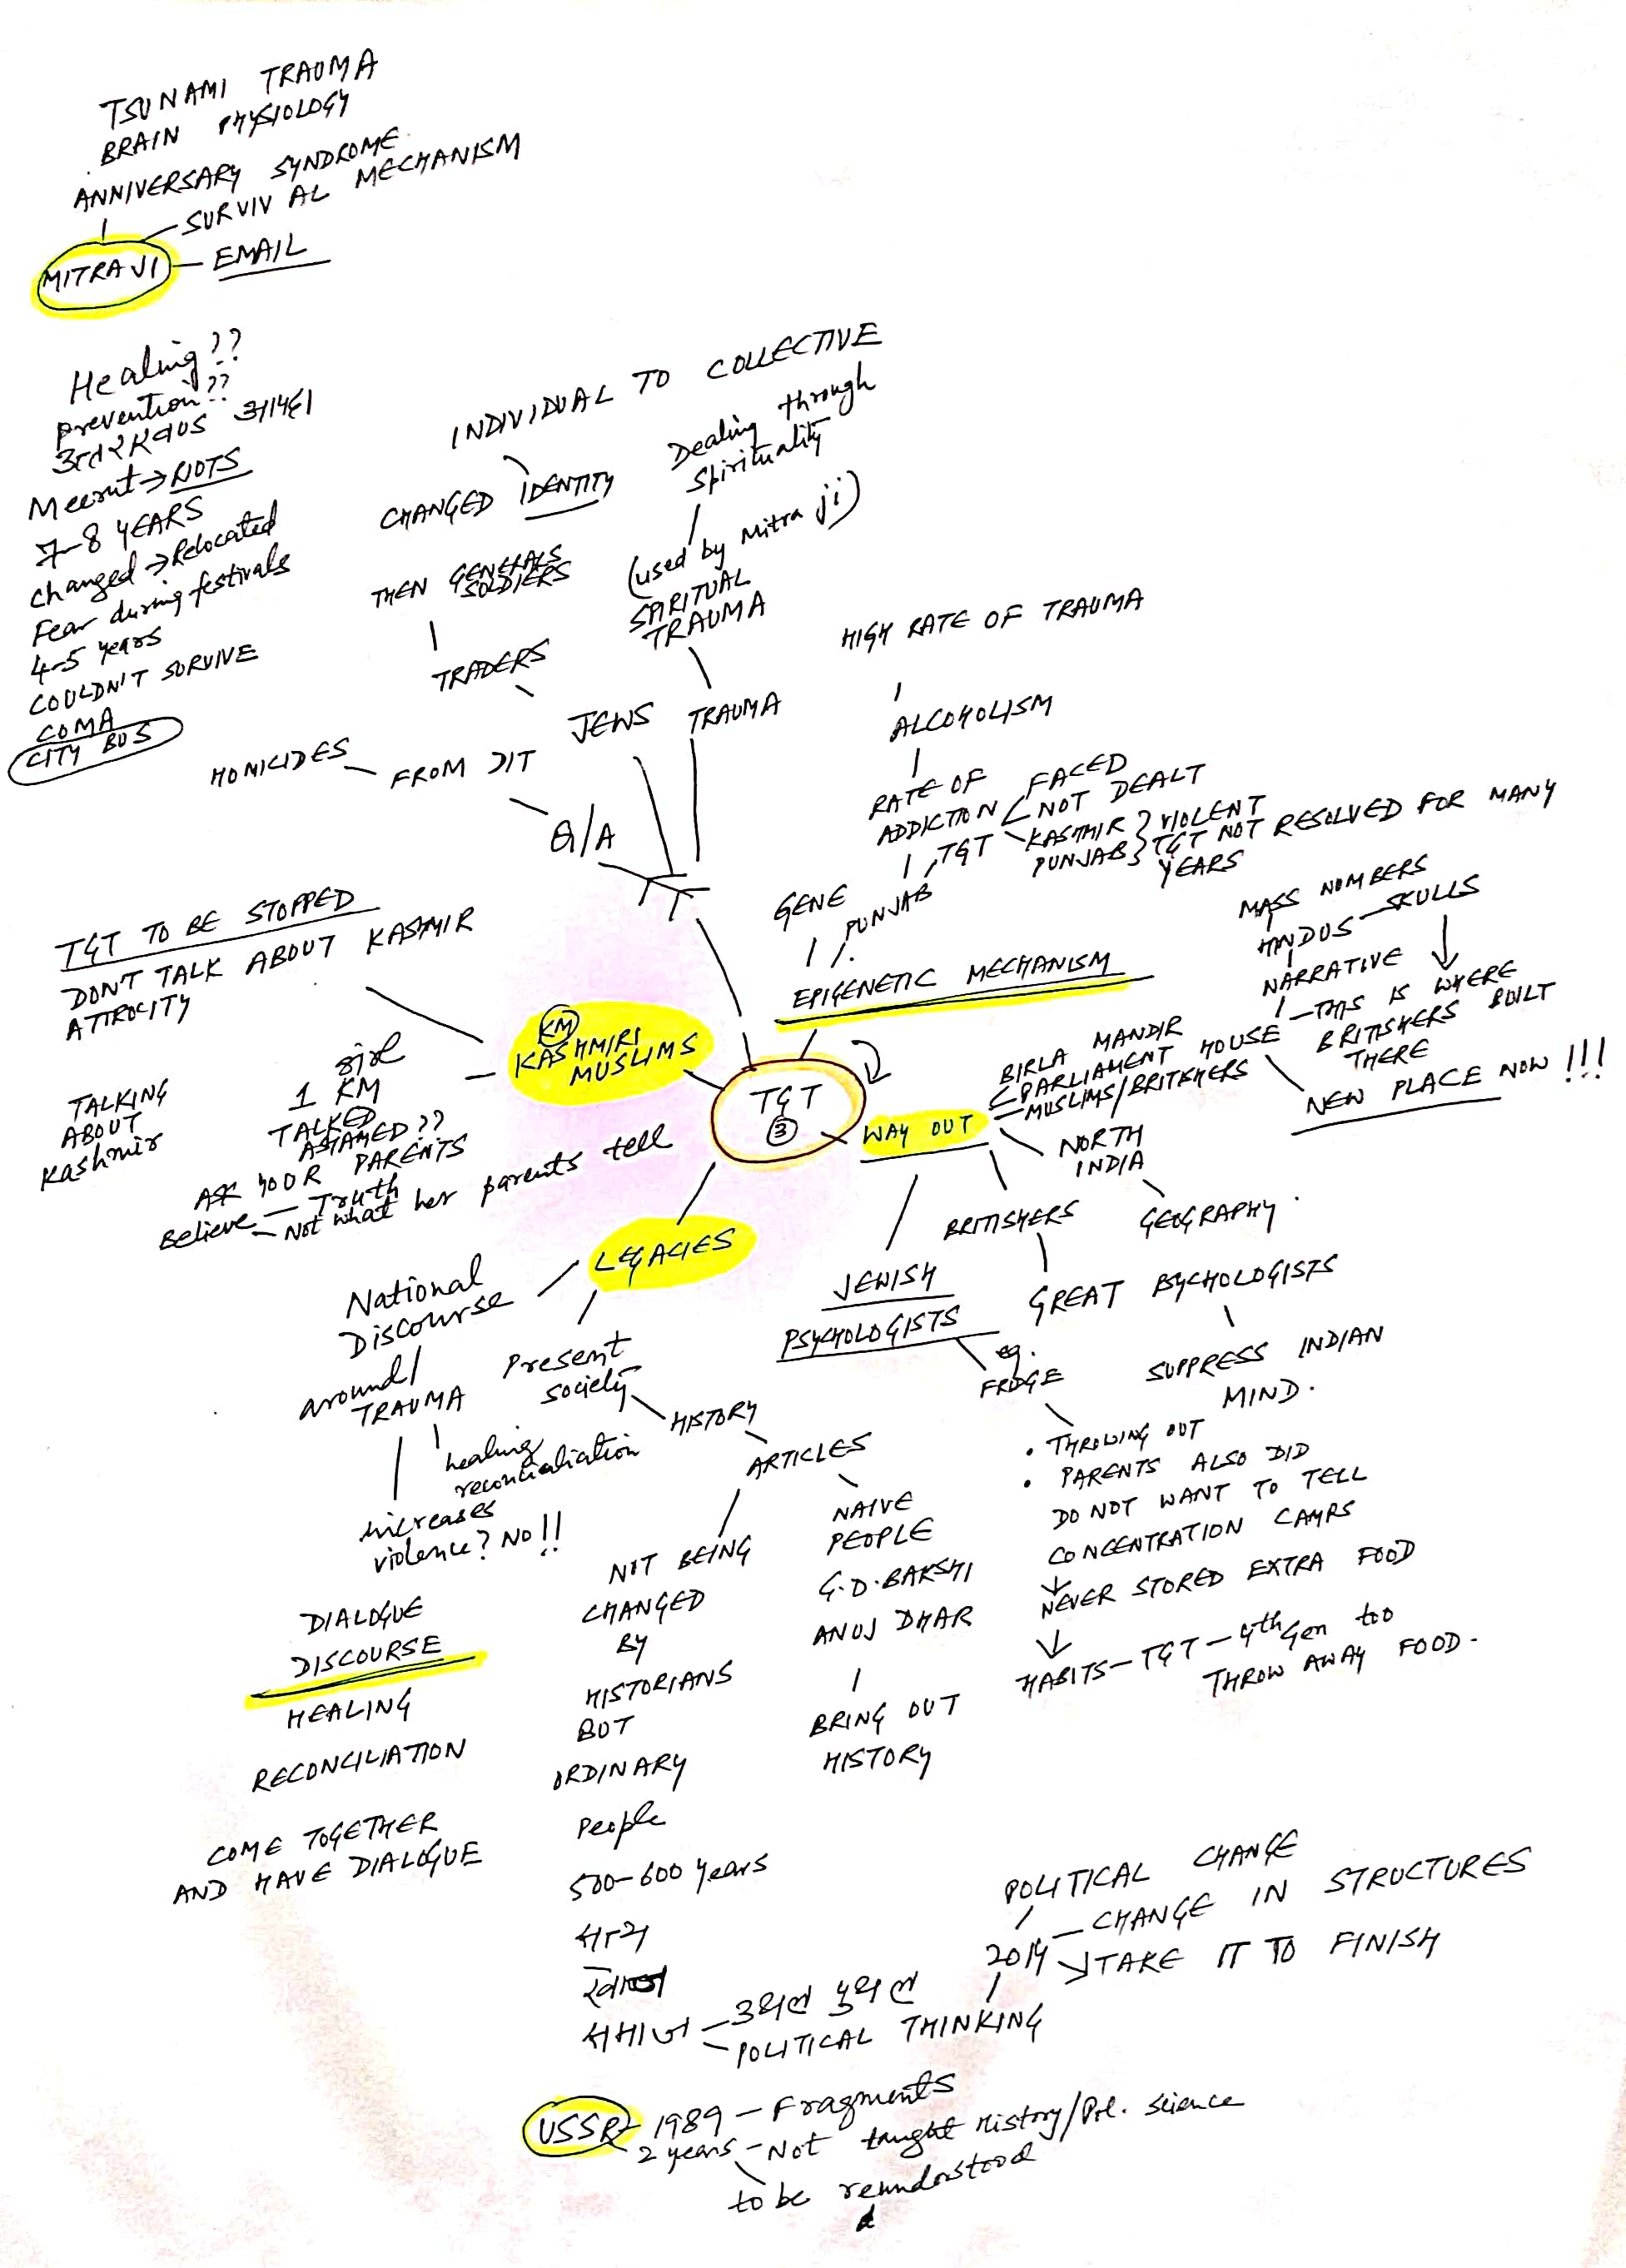 TSUNAMI TRAUMA
BRAIN PHYSIOLOGY
ANNIVERSARY SYNDROME
SURVIVAL MECHANISM
MITRA JI
EMAIL
Healing??
prevention??
Meerut → RIOTS
7-8 YEARS
changed → Relocated
Fear during festivals
4-5 years
COULDN'T SURVIVE
COMA
CITY BUS
INDIVIDUAL TO COLLECTIVE
CHANGED IDENTITY
THEN GENERALS
SOLDIERS
TRADERS
JEWS
Dealing through
Spirituality
(used by Mitra ji)
SPIRITUAL
TRAUMA
TRAUMA
HOMICIDES
FROM JIT
Q/A
HIGH RATE OF TRAUMA
ALCOHOLISM
RATE OF
ADDICTION
FACED
NOT DEALT
TGT
KASHMIR } VIOLENT
PUNJAB } TGT NOT RESOLVED FOR MANY
YEARS
GENE
PUNJAB
EPIGENETIC MECHANISM
TGT TO BE STOPPED
DON'T TALK ABOUT KASHMIR
ATTROCITY
KM
KASHMIRI
MUSLIMS
TALKING
ABOUT
Kashmir
girl
1 KM
TALKED
ASHAMED??
ASK YOUR PARENTS
Believe — Truth
— Not what her parents tell
TGT
3
WAY OUT
MASS NUMBERS
HINDUS SKULLS
NARRATIVE
BIRLA MANDIR
PARLIAMENT HOUSE
MUSLIMS/BRITISHERS
THIS IS WHERE
BRITISHERS BUILT
THERE
NEW PLACE NOW!!!
NORTH
INDIA
GEOGRAPHY.
BRITISHERS
GREAT PSYCHOLOGISTS
SUPPRESS INDIAN
MIND.
JEWISH
PSYCHOLOGISTS
eg.
FRIDGE
• THROWING OUT
• PARENTS ALSO DID
DO NOT WANT TO TELL
CONCENTRATION CAMPS
↓
NEVER STORED EXTRA FOOD
↓
HABITS - TGT - 4th Gen too
THROW AWAY FOOD.
LEGACIES
National
Discourse
around
TRAUMA
healing
reconcialiation
increases
violence? NO!!
Present
society
HISTORY
ARTICLES
NOT BEING
CHANGED
BY
HISTORIANS
BUT
ORDINARY
People
500-600 years
NAIVE
PEOPLE
G.D. BAKSHI
ANUJ DHAR
BRING OUT
HISTORY
DIALOGUE
DISCOURSE
HEALING
RECONCILIATION
COME TOGETHER
AND HAVE DIALOGUE
सत्य
समाज — उथल पुथल
— POLITICAL THINKING
POLITICAL CHANGE
2014 — CHANGE IN STRUCTURES
TAKE IT TO FINISH
USSR — 1989 - Fragments
2 years - Not taught History/Pol. science
to be reunderstood